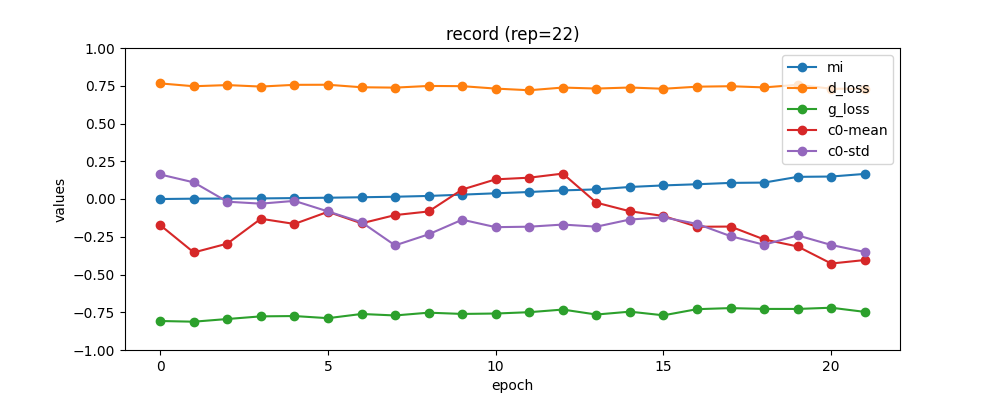 record (rep=22)
1.00
0.75
0.50
0.25
0.00
−0.25
−0.50
−0.75
−1.00
values
mi
d_loss
g_loss
c0-mean
c0-std
0 5 10 15 20
epoch